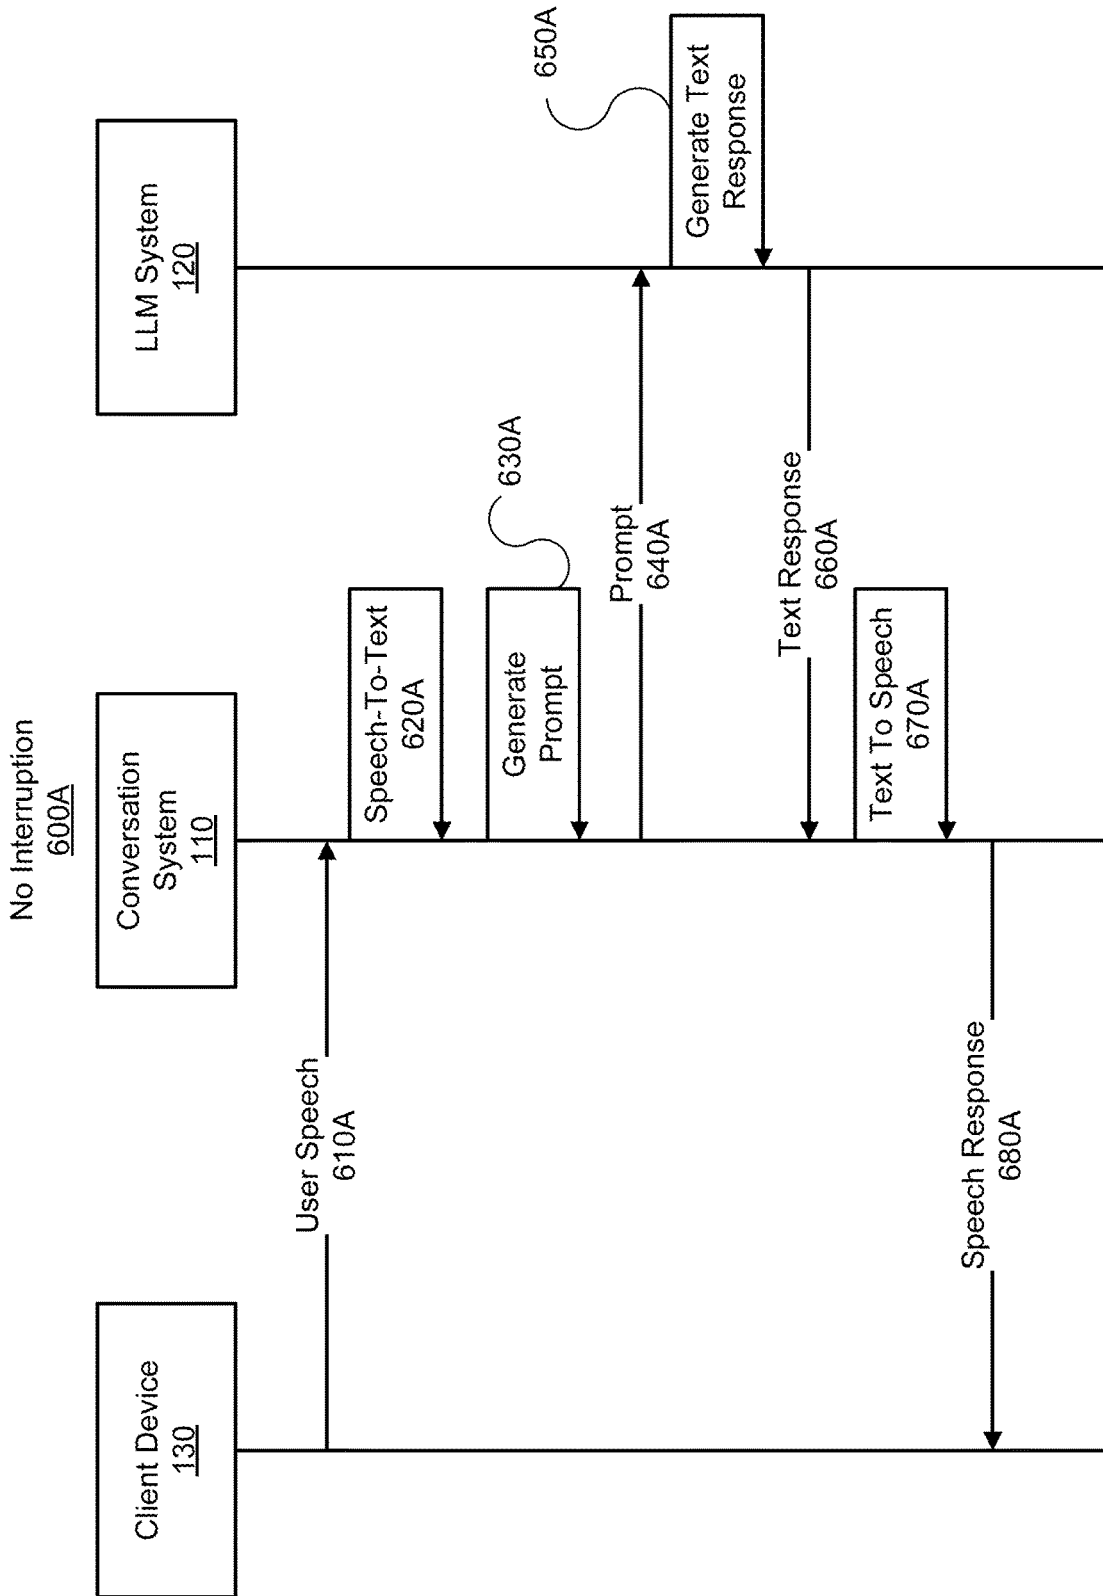 No Interruption
600A
Client Device
130
Conversation
System
110
LLM System
120
User Speech
610A
Speech-To-Text
620A
Generate
Prompt
630A
Prompt
640A
Generate Text
Response
650A
Text Response
660A
Text To Speech
670A
Speech Response
680A